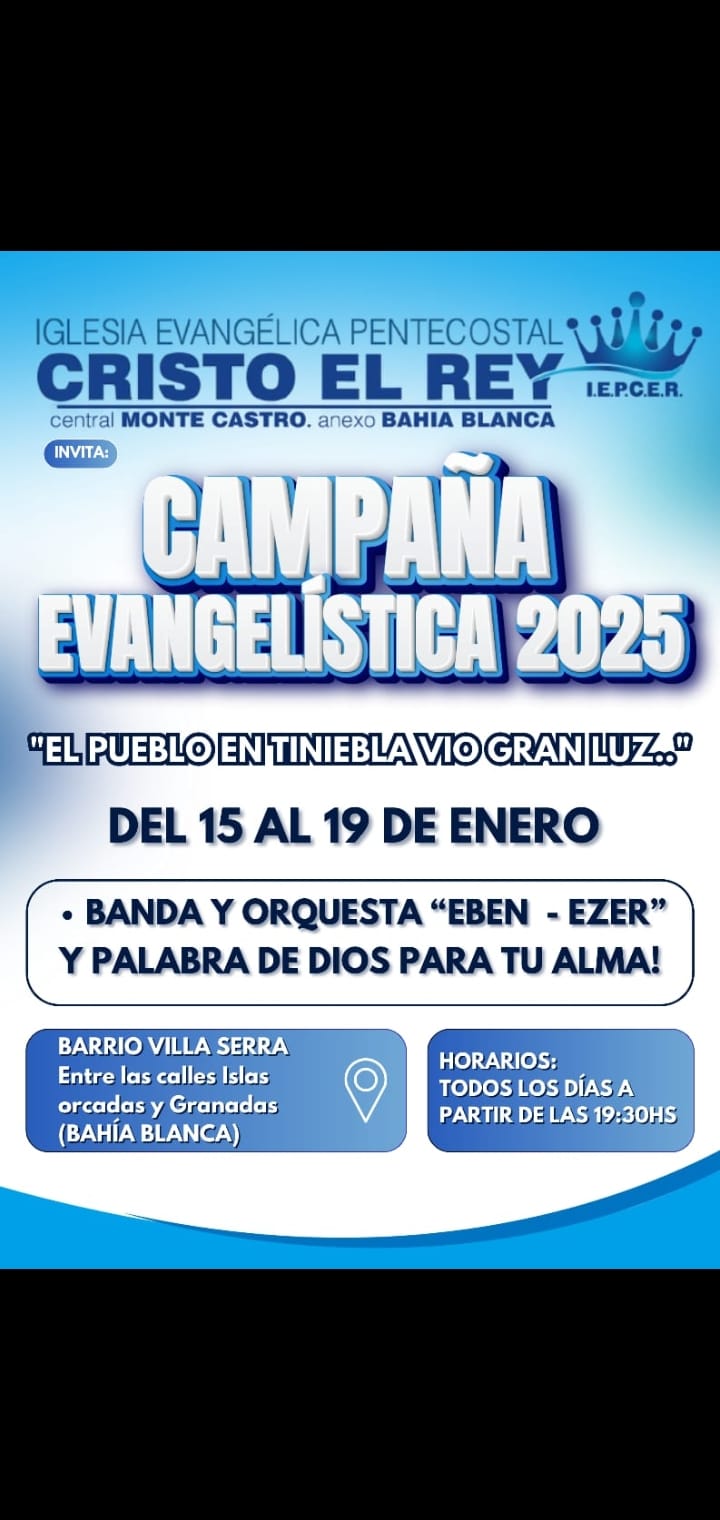 IGLESIA EVANGÉLICA PENTECOSTAL
CRISTO EL REY
I.E.P.C.E.R.
central MONTE CASTRO. anexo BAHIA BLANCA
INVITA:
CAMPAÑA
EVANGELÍSTICA 2025
"EL PUEBLO EN TINIEBLA VIO GRAN LUZ.."
DEL 15 AL 19 DE ENERO
• BANDA Y ORQUESTA “EBEN - EZER”
Y PALABRA DE DIOS PARA TU ALMA!
BARRIO VILLA SERRA
Entre las calles Islas
orcadas y Granadas
(BAHÍA BLANCA)
HORARIOS:
TODOS LOS DÍAS A
PARTIR DE LAS 19:30HS